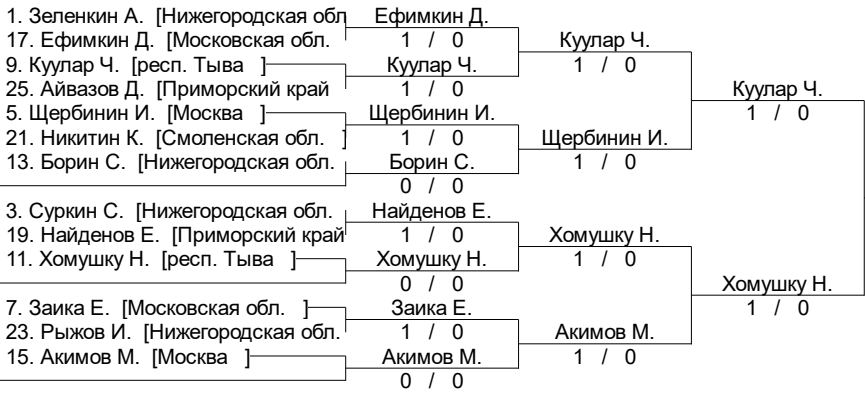 1. Зеленкин А. [Нижегородская обл
Ефимкин Д.
17. Ефимкин Д. [Московская обл.
1 / 0
Куулар Ч.
9. Куулар Ч. [респ. Тыва ]
Куулар Ч.
1 / 0
25. Айвазов Д. [Приморский край
1 / 0
Куулар Ч.
5. Щербинин И. [Москва ]
Щербинин И.
1 / 0
21. Никитин К. [Смоленская обл. ]
1 / 0
Щербинин И.
13. Борин С. [Нижегородская обл.
Борин С.
1 / 0
0 / 0
3. Суркин С. [Нижегородская обл.
Найденов Е.
19. Найденов Е. [Приморский край
1 / 0
Хомушку Н.
11. Хомушку Н. [респ. Тыва ]
Хомушку Н.
1 / 0
0 / 0
Хомушку Н.
7. Заика Е. [Московская обл. ]
Заика Е.
1 / 0
23. Рыжов И. [Нижегородская обл.
1 / 0
Акимов М.
15. Акимов М. [Москва ]
Акимов М.
1 / 0
0 / 0